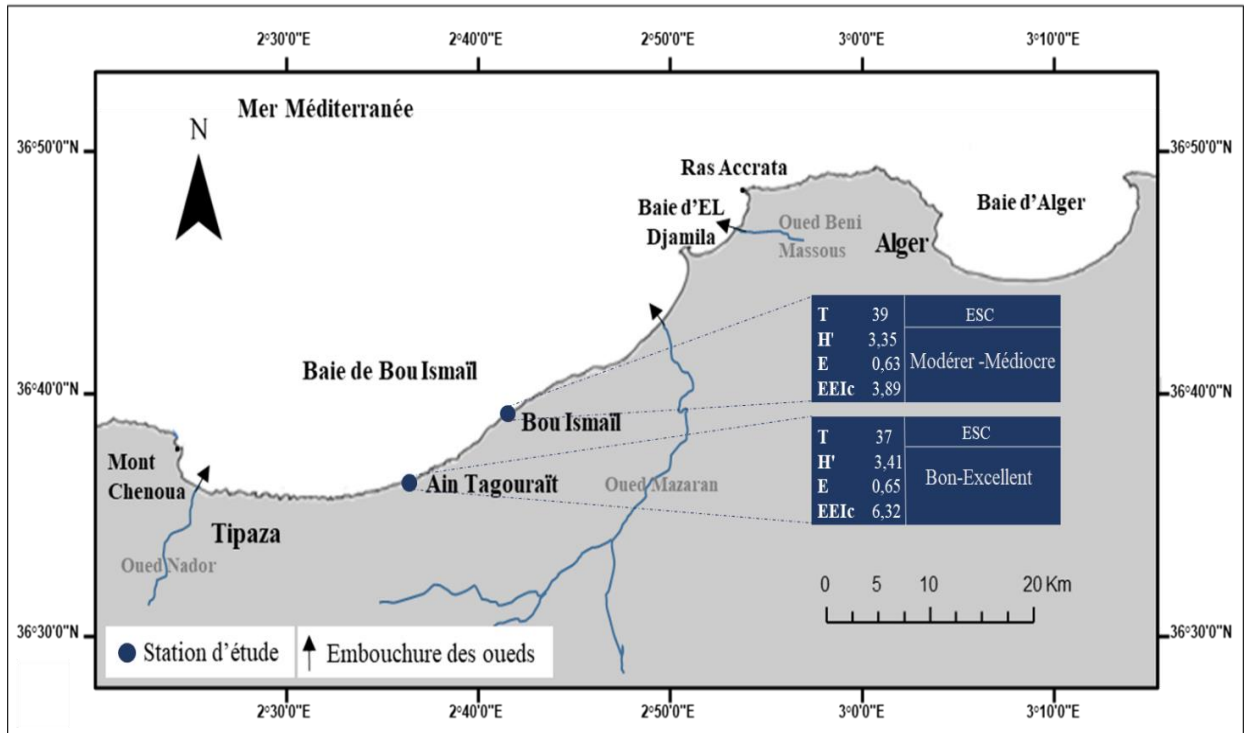 2°30'0"E 2°40'0"E 2°50'0"E 3°0'0"E 3°10'0"E
Mer Méditerranée
N
36°50'0"N 36°50'0"N
Ras Accrata
Baie d'EL
Djamila
Oued Beni
Massous
Baie d'Alger
Alger
T 39 ESC
H' 3,35
E 0,63 Modérer -Médiocre
EEIc 3,89
Baie de Bou Ismaïl
36°40'0"N 36°40'0"N
Bou Ismaïl
T 37 ESC
H' 3,41
E 0,65 Bon-Excellent
EEIc 6,32
Mont
Chenoua
Ain Tagouraït
Oued Mazaran
Tipaza
Oued Nador
0 5 10 20 Km
36°30'0"N 36°30'0"N
Station d'étude Embouchure des oueds
2°30'0"E 2°40'0"E 2°50'0"E 3°0'0"E 3°10'0"E